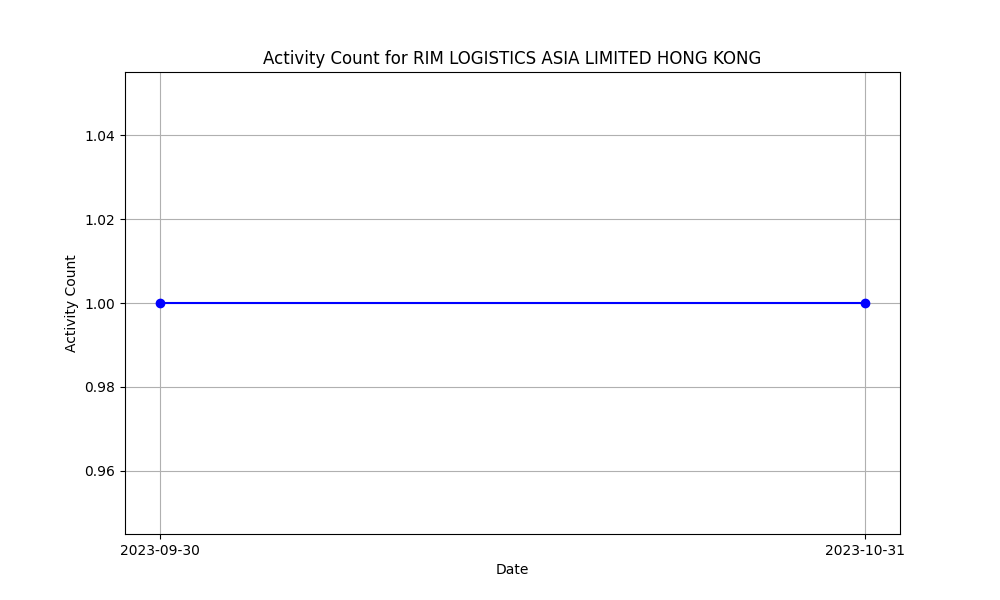 Activity Count for RIM LOGISTICS ASIA LIMITED HONG KONG
1.04
1.02
1.00
0.98
0.96
Activity Count
2023-09-30
2023-10-31
Date